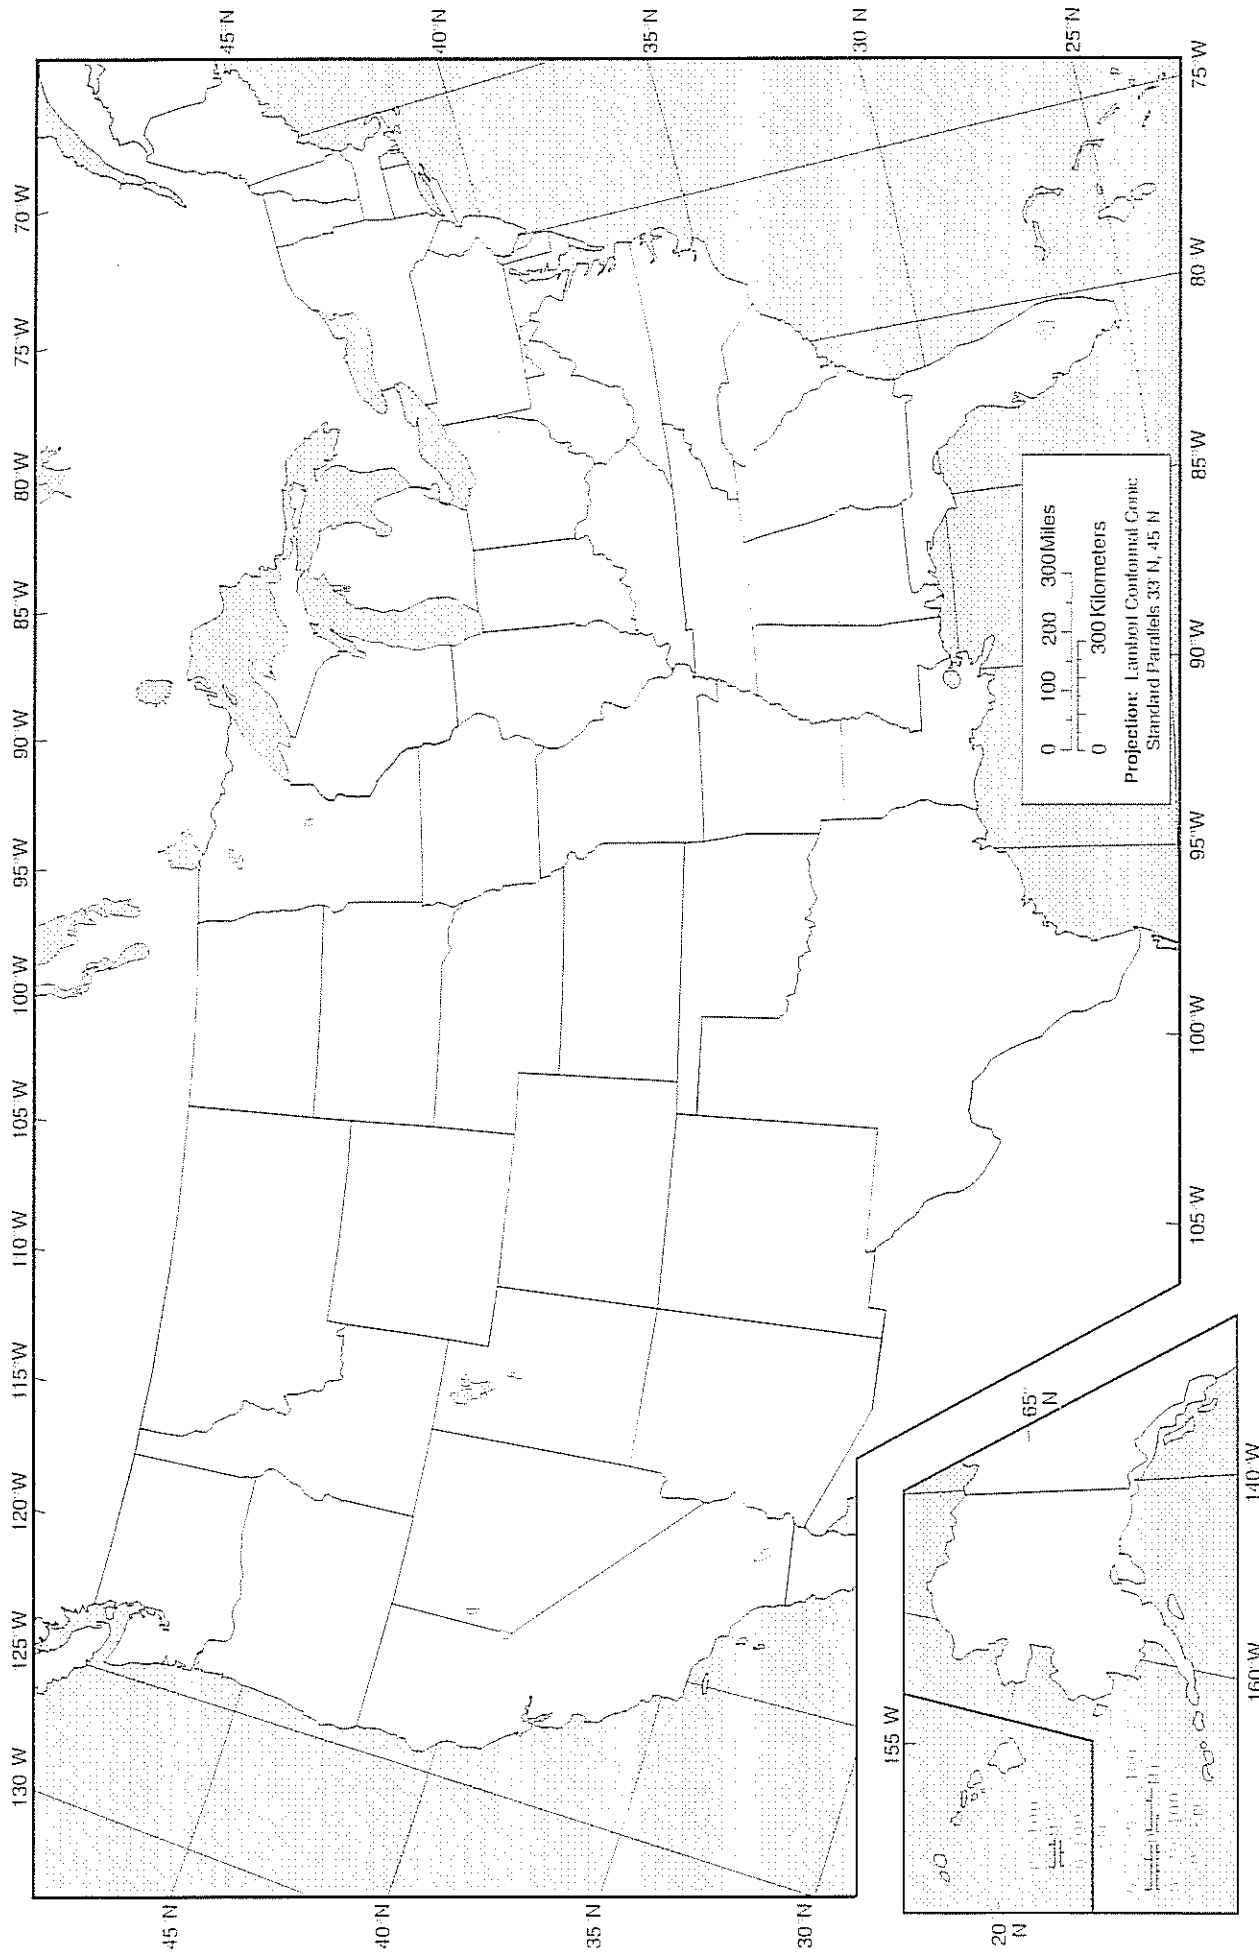 130°W
125°W
120°W
115°W
110°W
105°W
100°W
95°W
90°W
85°W
80°W
75°W
70°W
45°N
40°N
35°N
30 N
25°N
45°N
40°N
35°N
30°N
105°W
100°W
95°W
90°W
85°W
80°W
75°W
0 100 200 300 Miles
0 300 Kilometers
Projection: Lambert Conformal Conic
Standard Parallels 33° N, 45 N
155 W
20
N
65°
N
160°W
140°W